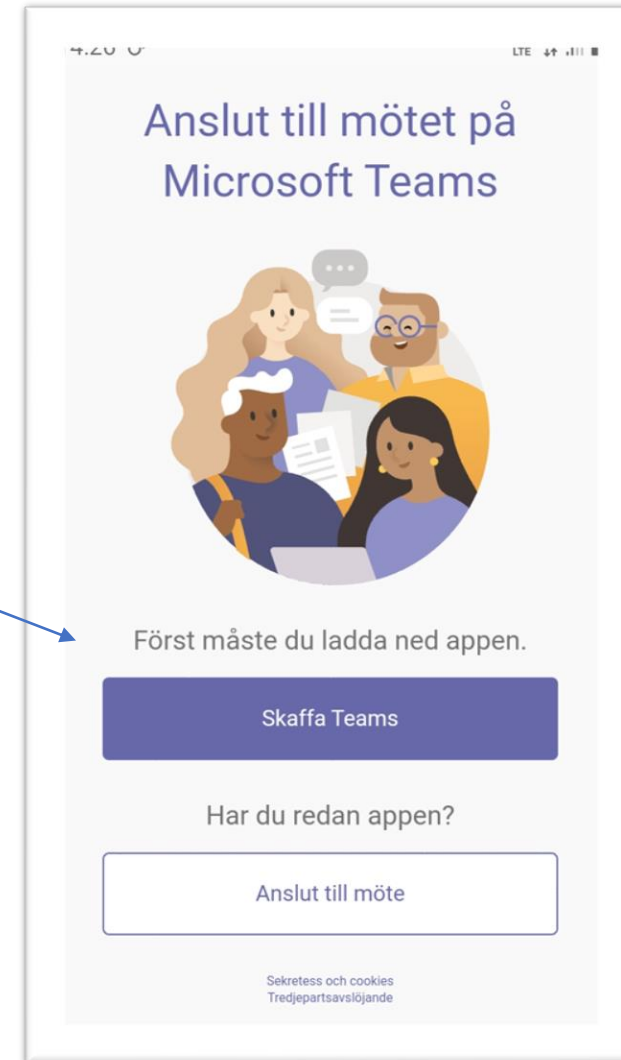 LTE
Anslut till mötet på
Microsoft Teams
Först måste du ladda ned appen.
Skaffa Teams
Har du redan appen?
Anslut till möte
Sekretess och cookies
Tredjepartsavslöjande